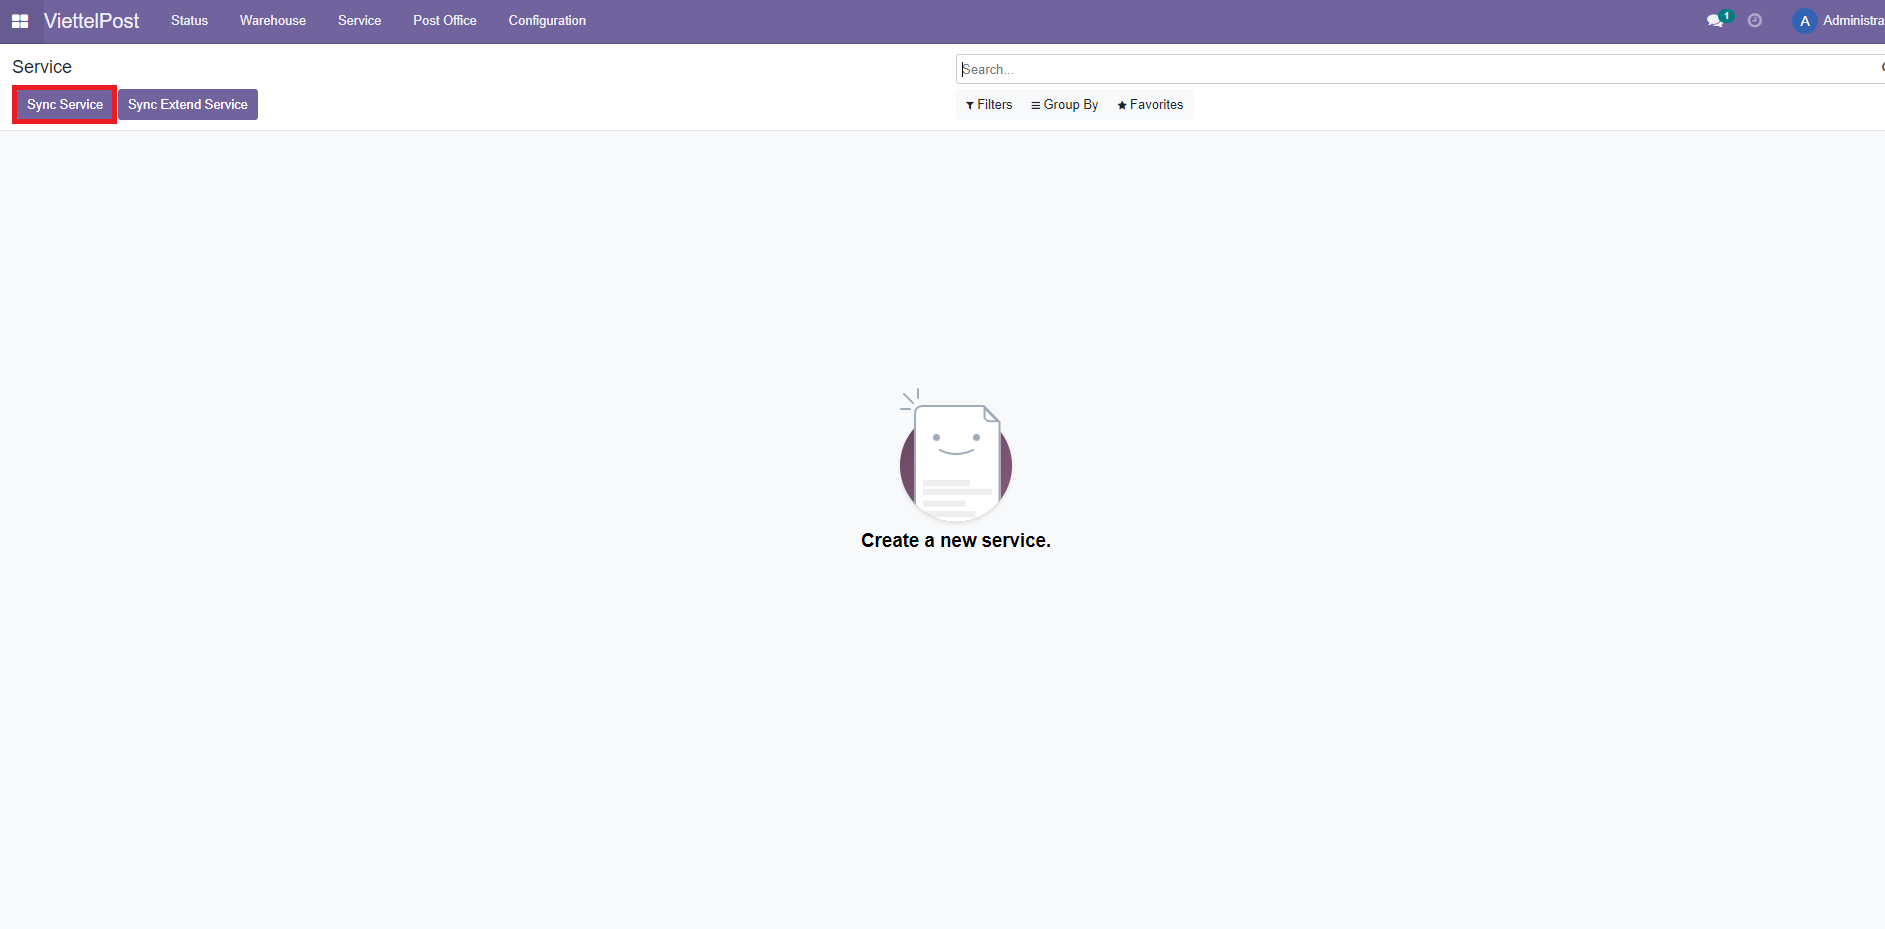 ViettelPost Status Warehouse Service Post Office Configuration 1 A Administra
Service
Search...
Sync Service Sync Extend Service
Filters Group By Favorites
Create a new service.